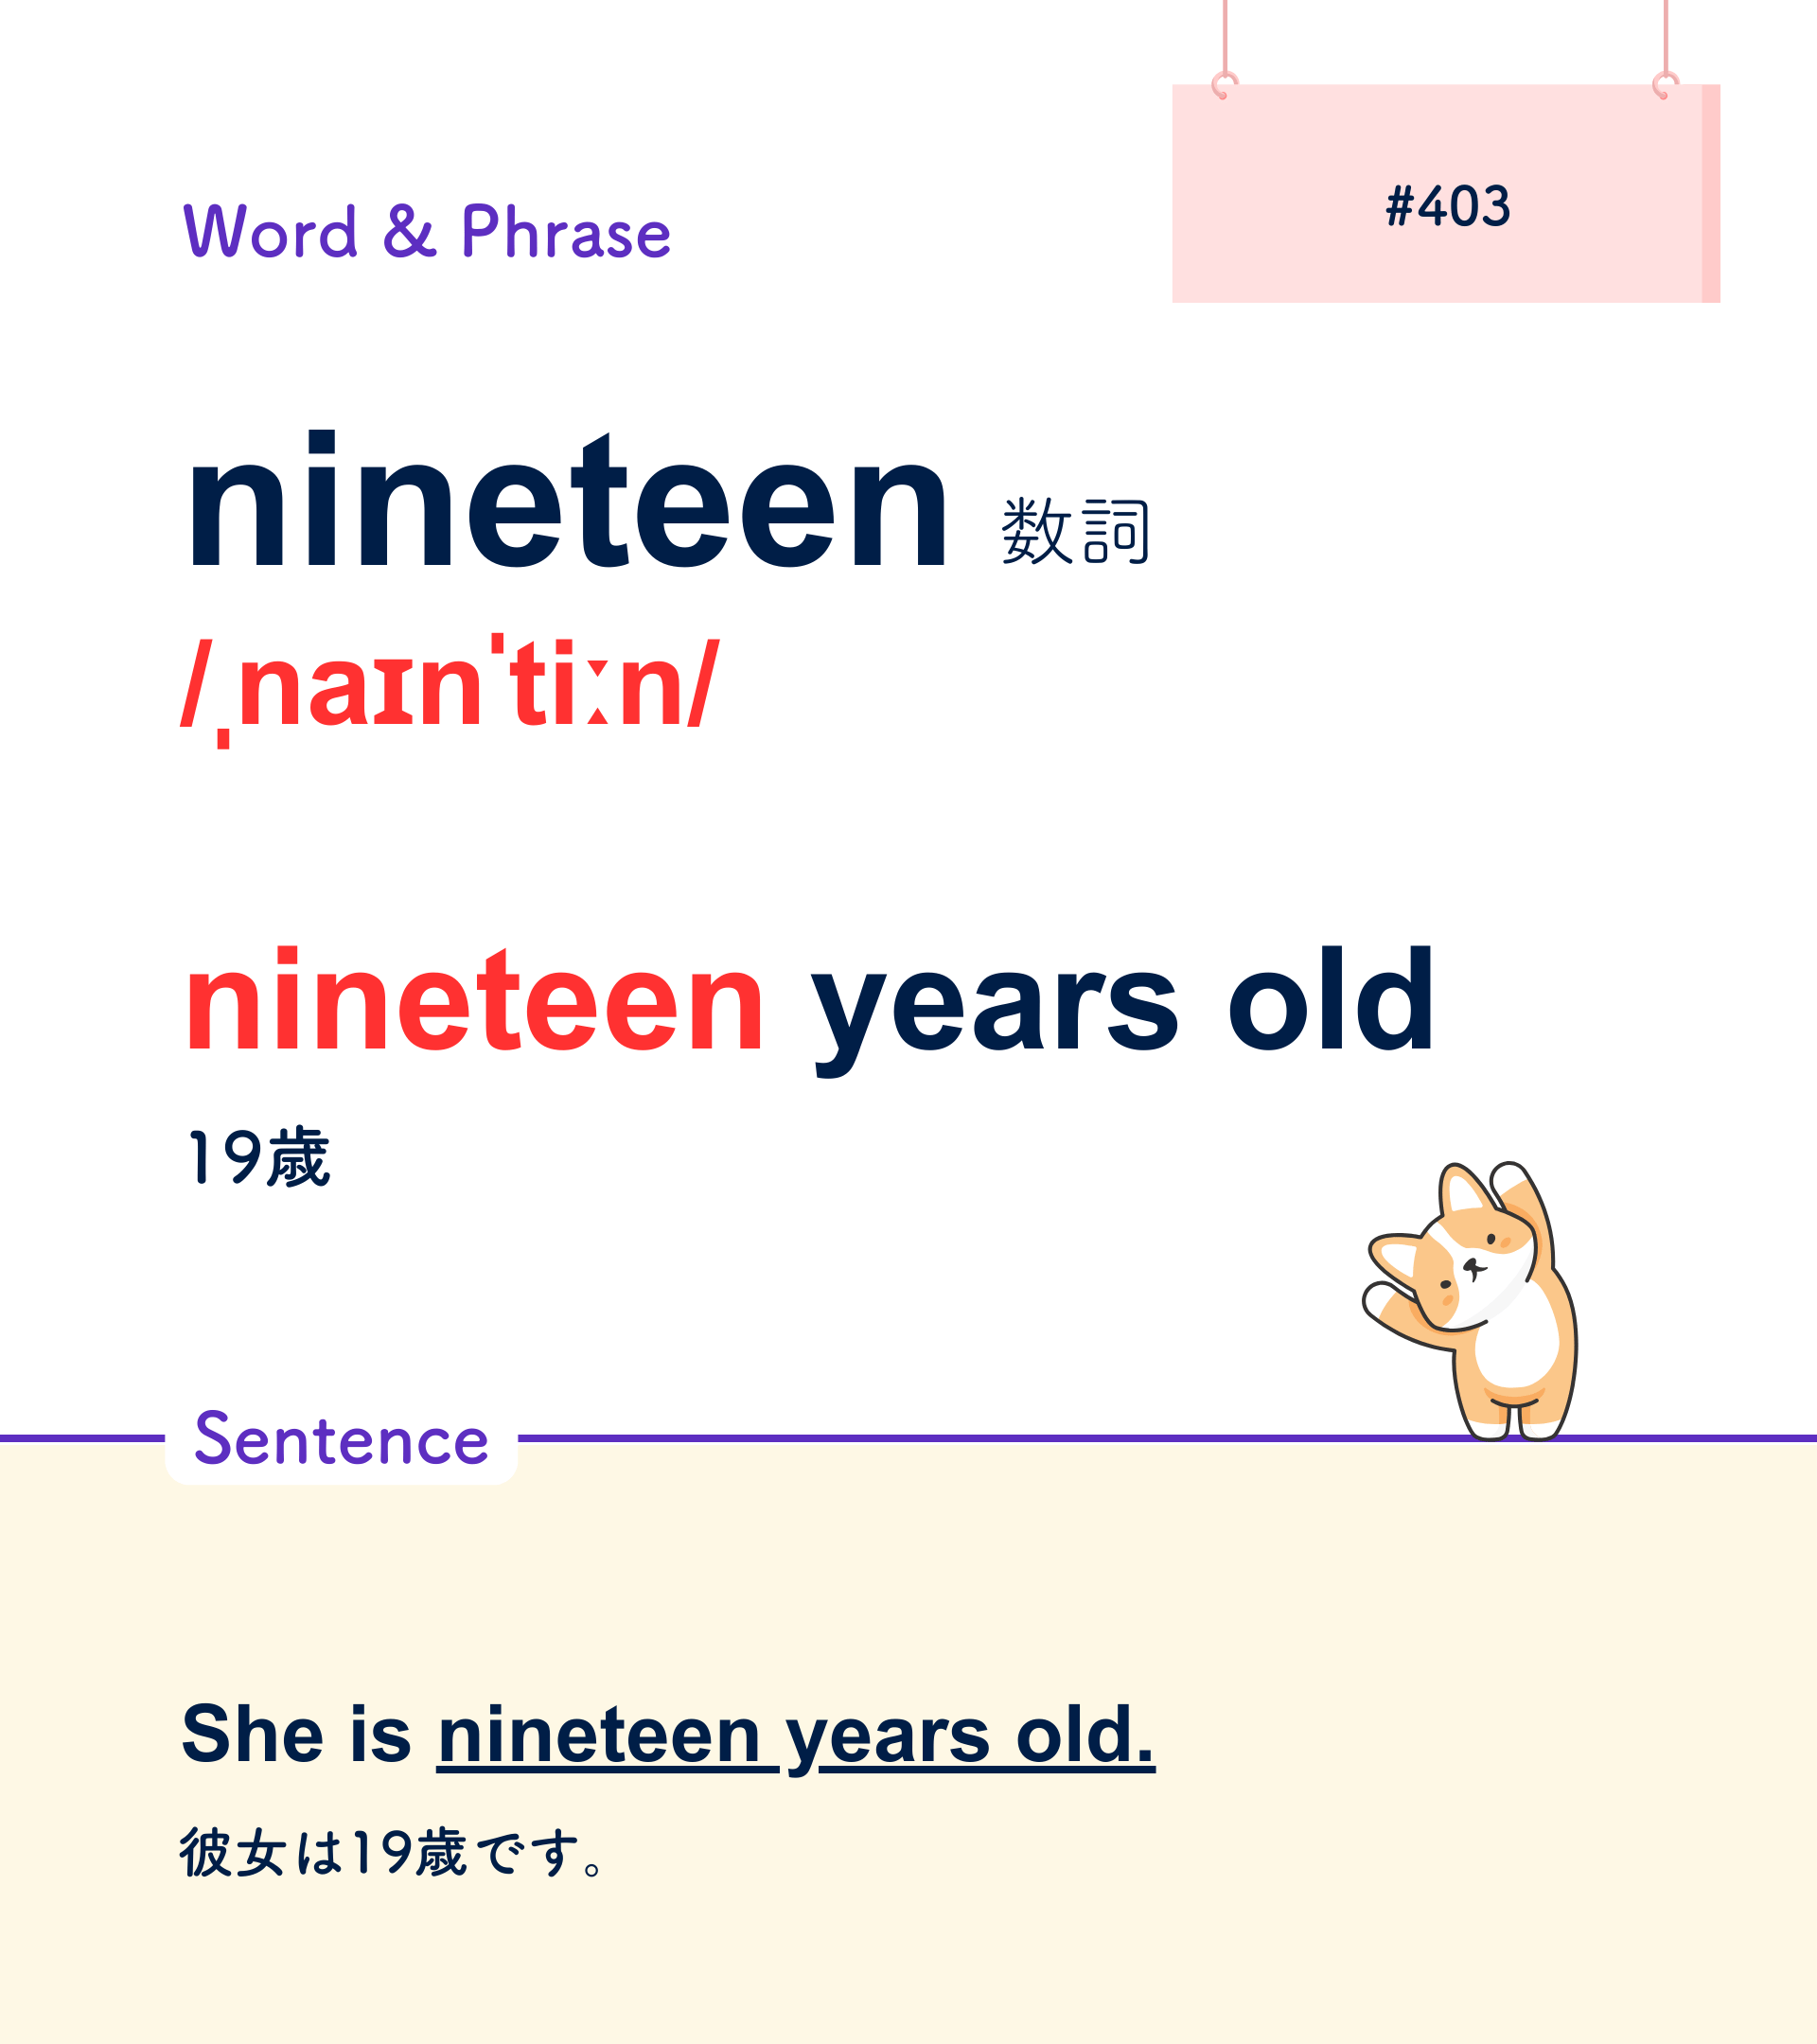 #403
Word & Phrase
nineteen 数詞
/ˌnaɪnˈtiːn/
nineteen years old
19歳
Sentence
She is nineteen years old.
彼女は19歳です。